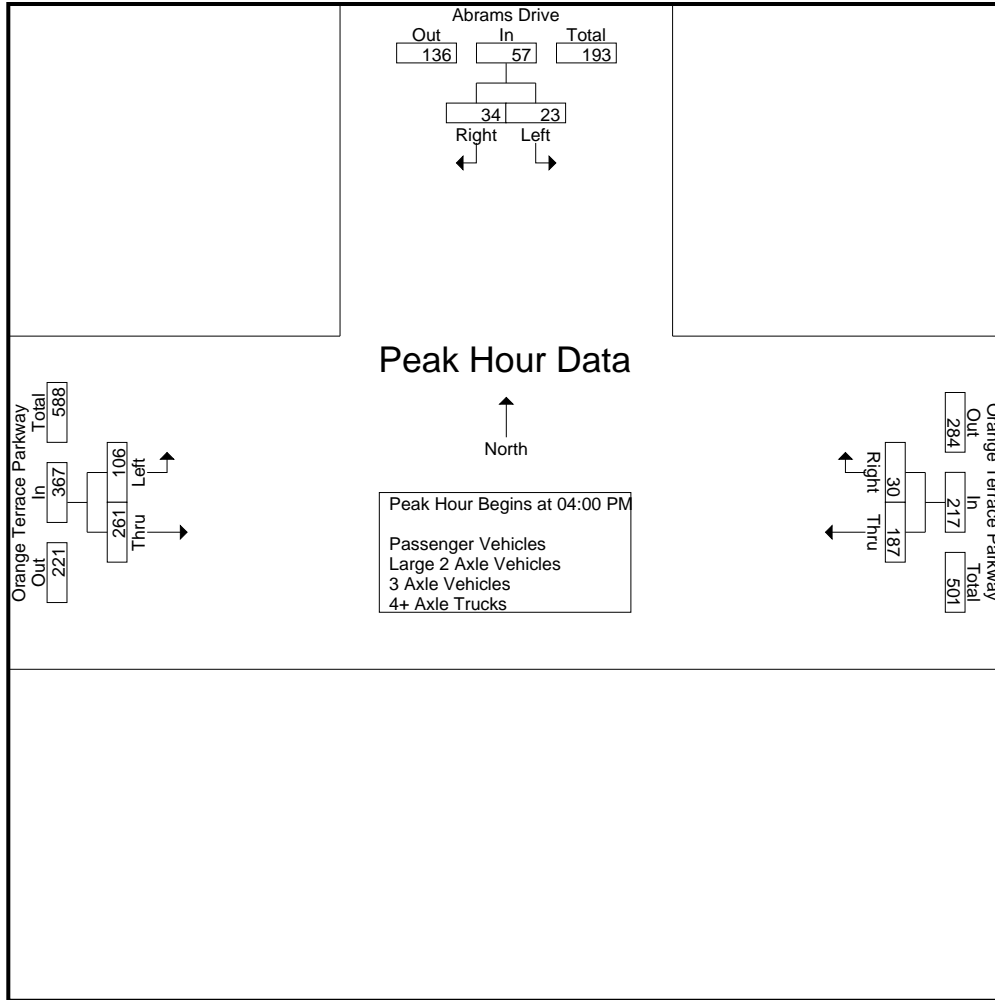 Abrams Drive
Out In Total
136 57 193
34 23
Right Left
Peak Hour Data
North
Peak Hour Begins at 04:00 PM
Passenger Vehicles
Large 2 Axle Vehicles
3 Axle Vehicles
4+ Axle Trucks
Orange Terrace Parkway
Out In Total
221 367 588
261 106
Thru Left
Orange Terrace Parkway
Out In Total
284 217 501
30 187
Right Thru